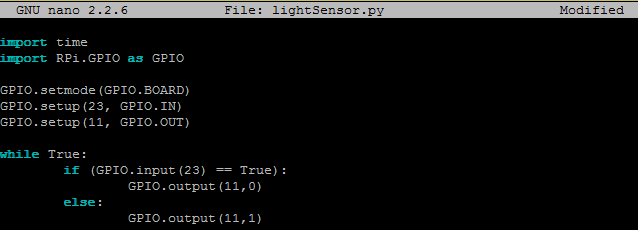 GNU nano 2.2.6 File: lightSensor.py Modified
import time
import RPi.GPIO as GPIO
GPIO.setmode(GPIO.BOARD)
GPIO.setup(23, GPIO.IN)
GPIO.setup(11, GPIO.OUT)
while True:
if (GPIO.input(23) == True):
GPIO.output(11,0)
else:
GPIO.output(11,1)